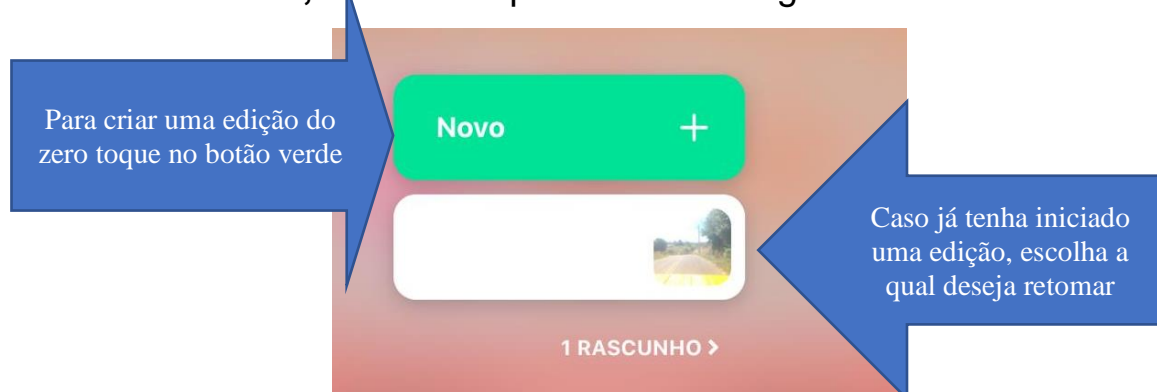 Para criar uma edição do
zero toque no botão verde
Novo
Caso já tenha iniciado
uma edição, escolha a
qual deseja retomar
1 RASCUNHO >